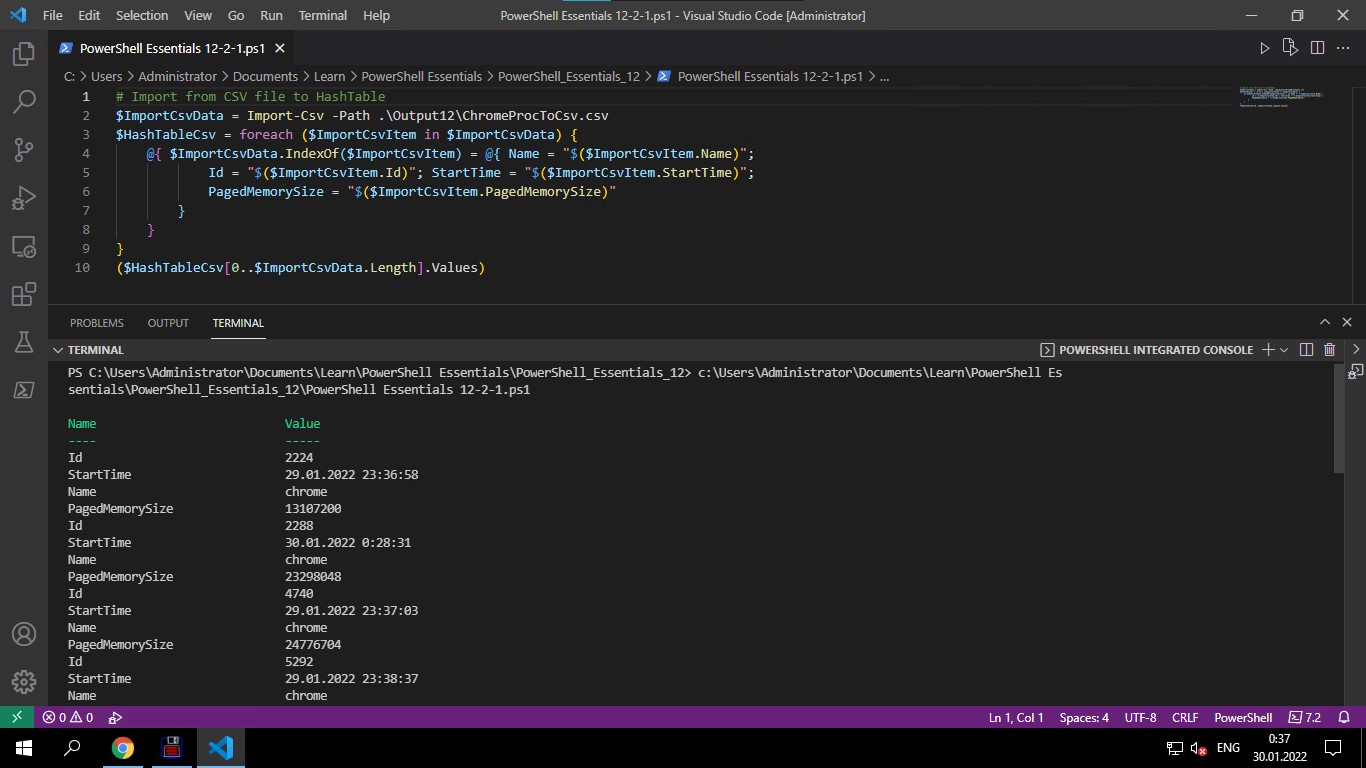 File Edit Selection View Go Run Terminal Help PowerShell Essentials 12-2-1.ps1 - Visual Studio Code [Administrator]
PowerShell Essentials 12-2-1.ps1
C: > Users > Administrator > Documents > Learn > PowerShell Essentials > PowerShell_Essentials_12 > PowerShell Essentials 12-2-1.ps1 > ...
1 # Import from CSV file to HashTable
2 $ImportCsvData = Import-Csv -Path .\Output12\ChromeProcToCsv.csv
3 $HashTableCsv = foreach ($ImportCsvItem in $ImportCsvData) {
4 @{ $ImportCsvData.IndexOf($ImportCsvItem) = @{ Name = "$($ImportCsvItem.Name)";
5 Id = "$($ImportCsvItem.Id)"; StartTime = "$($ImportCsvItem.StartTime)";
6 PagedMemorySize = "$($ImportCsvItem.PagedMemorySize)"
7 }
8 }
9 }
10 ($HashTableCsv[0..$ImportCsvData.Length].Values)
PROBLEMS OUTPUT TERMINAL
TERMINAL POWERSHELL INTEGRATED CONSOLE
PS C:\Users\Administrator\Documents\Learn\PowerShell Essentials\PowerShell_Essentials_12> c:\Users\Administrator\Documents\Learn\PowerShell Es
sentials\PowerShell_Essentials_12\PowerShell Essentials 12-2-1.ps1
Name Value
---- -----
Id 2224
StartTime 29.01.2022 23:36:58
Name chrome
PagedMemorySize 13107200
Id 2288
StartTime 30.01.2022 0:28:31
Name chrome
PagedMemorySize 23298048
Id 4740
StartTime 29.01.2022 23:37:03
Name chrome
PagedMemorySize 24776704
Id 5292
StartTime 29.01.2022 23:38:37
Name chrome
0 0 Ln 1, Col 1 Spaces: 4 UTF-8 CRLF PowerShell 7.2
ENG 0:37
30.01.2022